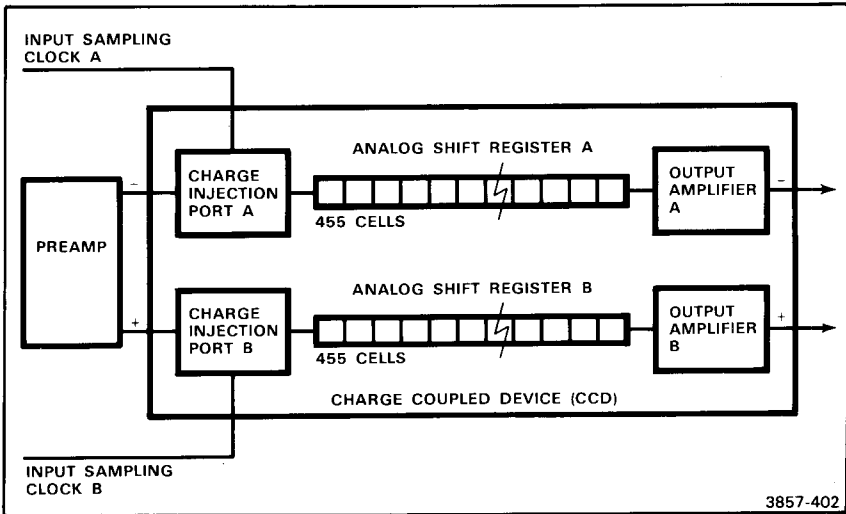 INPUT SAMPLING
CLOCK A
ANALOG SHIFT REGISTER A
CHARGE
INJECTION
PORT A
OUTPUT
AMPLIFIER
A
−
−
455 CELLS
PREAMP
ANALOG SHIFT REGISTER B
CHARGE
INJECTION
PORT B
OUTPUT
AMPLIFIER
B
+
+
455 CELLS
CHARGE COUPLED DEVICE (CCD)
INPUT SAMPLING
CLOCK B
3857-402